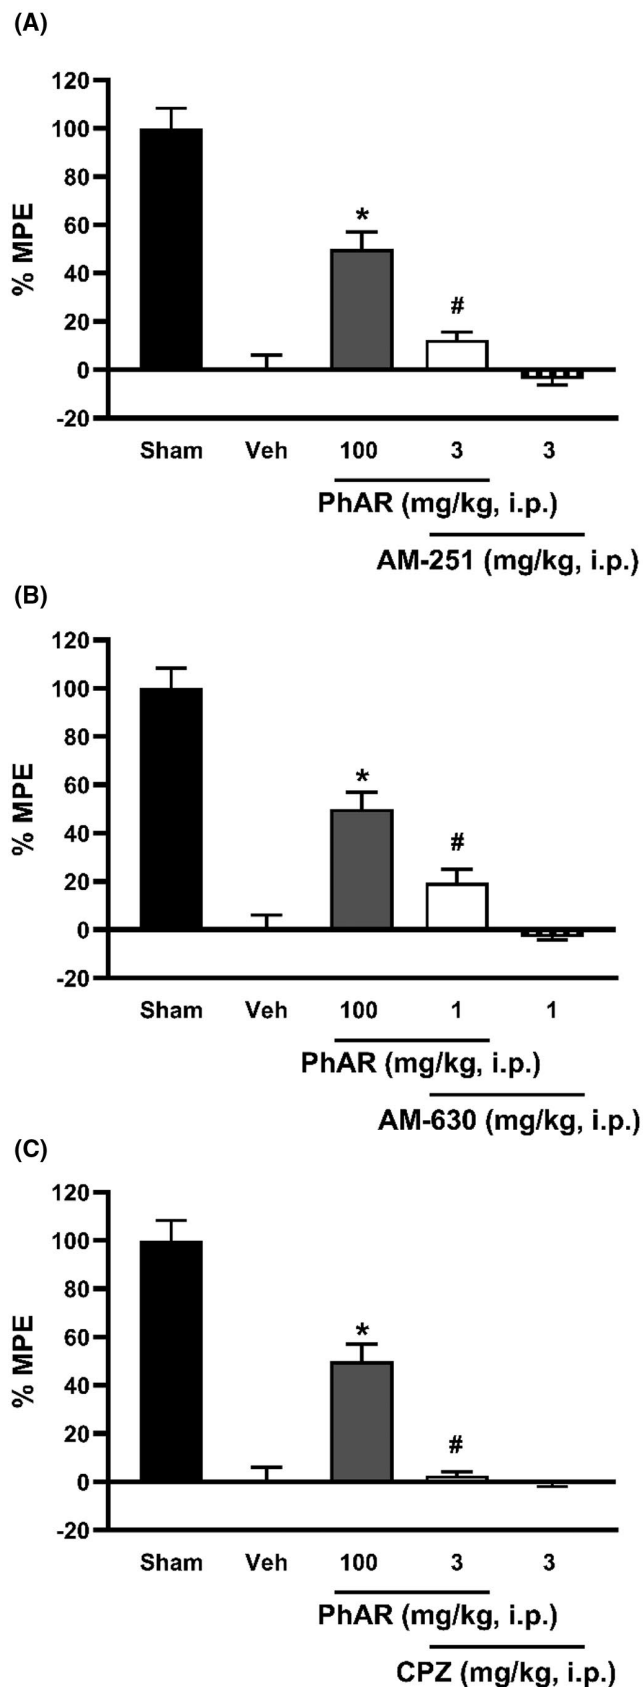 (A)
120
100
80
60
40
20
0
-20
% MPE
*
#
Sham Veh 100 3 3
PhAR (mg/kg, i.p.)
AM-251 (mg/kg, i.p.)
(B)
120
100
80
60
40
20
0
-20
% MPE
*
#
Sham Veh 100 1 1
PhAR (mg/kg, i.p.)
AM-630 (mg/kg, i.p.)
(C)
120
100
80
60
40
20
0
-20
% MPE
*
#
Sham Veh 100 3 3
PhAR (mg/kg, i.p.)
CPZ (mg/kg, i.p.)